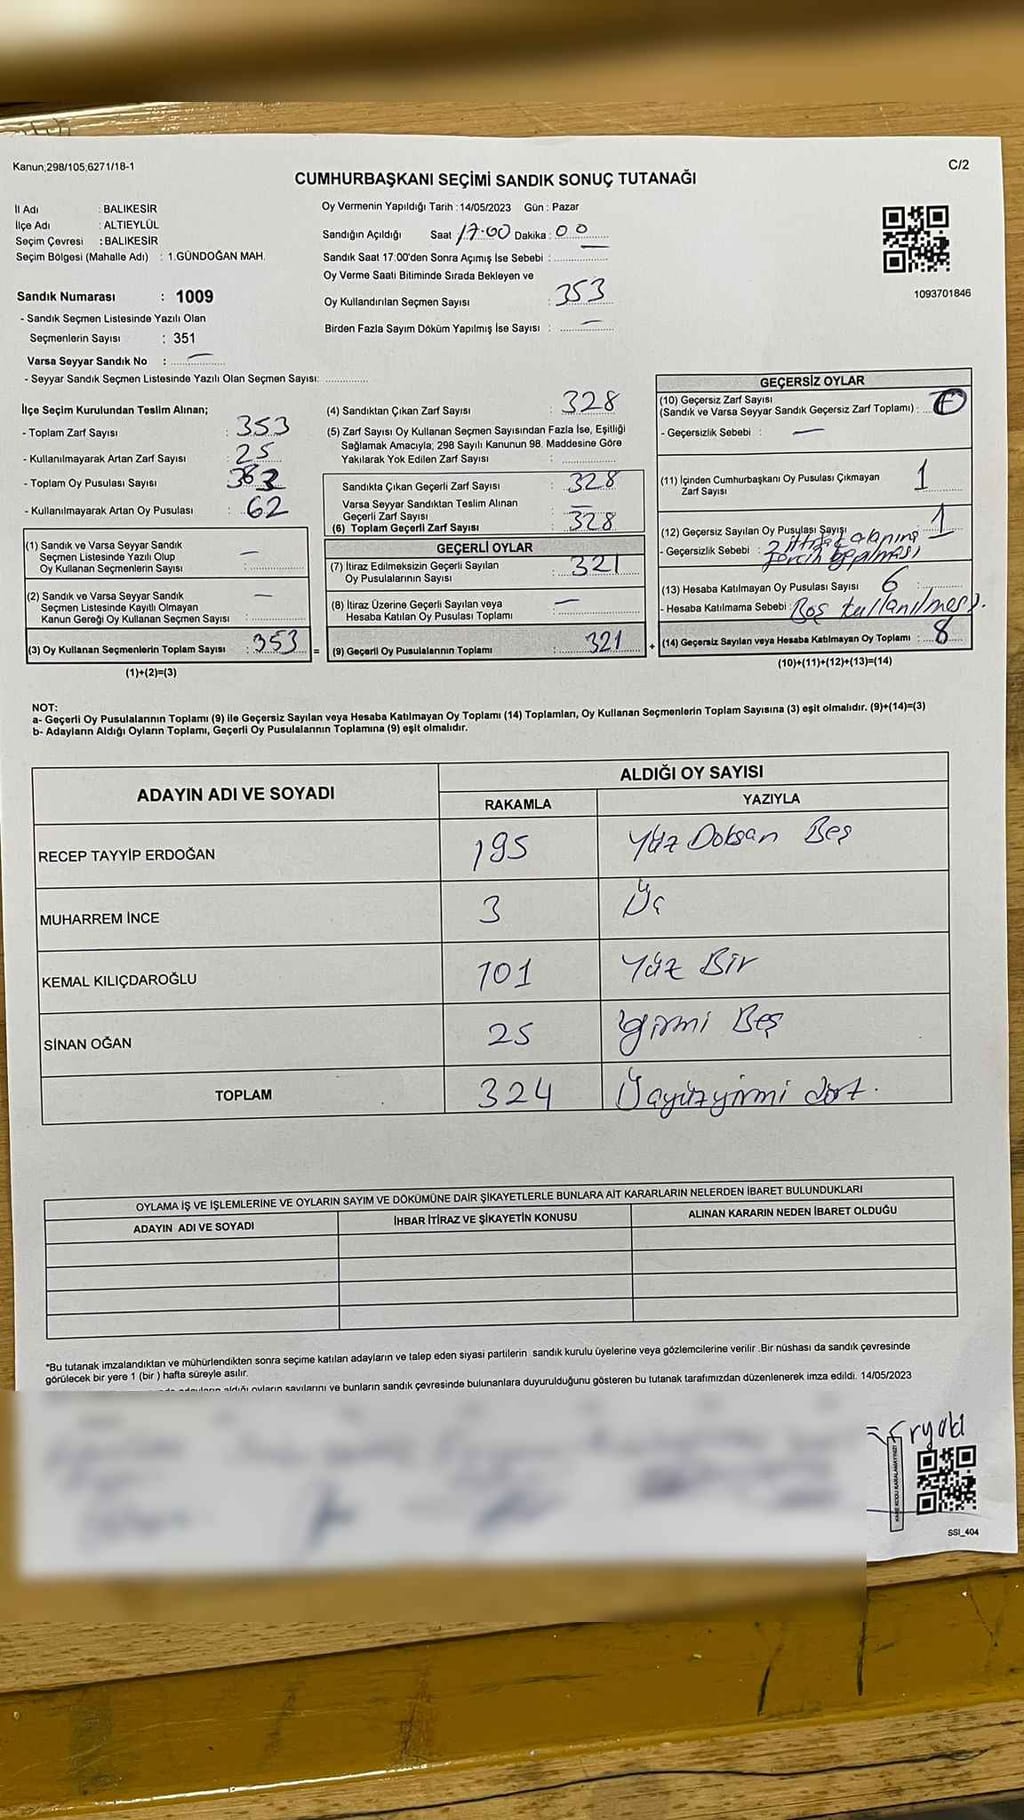 Kanun;298/105,6271/18-1
C/2
CUMHURBAŞKANI SEÇİMİ SANDIK SONUÇ TUTANAĞI
İl Adı : BALIKESİR
İlçe Adı : ALTIEYLÜL
Seçim Çevresi : BALIKESİR
Seçim Bölgesi (Mahalle Adı) : 1.GÜNDOĞAN MAH.
Sandık Numarası : 1009
- Sandık Seçmen Listesinde Yazılı Olan
Seçmenlerin Sayısı : 351
Varsa Seyyar Sandık No : —
- Seyyar Sandık Seçmen Listesinde Yazılı Olan Seçmen Sayısı:
Oy Vermenin Yapıldığı Tarih :14/05/2023 Gün : Pazar
Sandığın Açıldığı Saat 17.00 Dakika : 00
Sandık Saat 17:00'den Sonra Açımış İse Sebebi : —
Oy Verme Saati Bitiminde Sırada Bekleyen ve
Oy Kullandırılan Seçmen Sayısı : 353
Birden Fazla Sayım Döküm Yapılmış İse Sayısı : —
1093701846
İlçe Seçim Kurulundan Teslim Alınan;
- Toplam Zarf Sayısı : 353
- Kullanılmayarak Artan Zarf Sayısı : 25
- Toplam Oy Pusulası Sayısı :
- Kullanılmayarak Artan Oy Pusulası : 62
(1) Sandık ve Varsa Seyyar Sandık
Seçmen Listesinde Yazılı Olup
Oy Kullanan Seçmenlerin Sayısı : —
(2) Sandık ve Varsa Seyyar Sandık
Seçmen Listesinde Kayıtlı Olmayan
Kanun Gereği Oy Kullanan Seçmen Sayısı : —
(3) Oy Kullanan Seçmenlerin Toplam Sayısı : 353 =
(1)+(2)=(3)
(4) Sandıktan Çıkan Zarf Sayısı : 328
(5) Zarf Sayısı Oy Kullanan Seçmen Sayısından Fazla İse, Eşitliği
Sağlamak Amacıyla; 298 Sayılı Kanunun 98. Maddesine Göre
Yakılarak Yok Edilen Zarf Sayısı :
Sandıkta Çıkan Geçerli Zarf Sayısı : 328
Varsa Seyyar Sandıktan Teslim Alınan
Geçerli Zarf Sayısı : —
(6) Toplam Geçerli Zarf Sayısı : 328
GEÇERLİ OYLAR
(7) İtiraz Edilmeksizin Geçerli Sayılan
Oy Pusulalarının Sayısı : 321
(8) İtiraz Üzerine Geçerli Sayılan veya
Hesaba Katılan Oy Pusulası Toplamı : —
(9) Geçerli Oy Pusulalarının Toplamı : 321 +
GEÇERSİZ OYLAR
(10) Geçersiz Zarf Sayısı
(Sandık ve Varsa Seyyar Sandık Geçersiz Zarf Toplamı) :
- Geçersizlik Sebebi : —
(11) İçinden Cumhurbaşkanı Oy Pusulası Çıkmayan
Zarf Sayısı : 1
(12) Geçersiz Sayılan Oy Pusulası Sayısı : 1
- Geçersizlik Sebebi : 2 ittifak alanına
tercih yapılması
(13) Hesaba Katılmayan Oy Pusulası Sayısı : 6
- Hesaba Katılmama Sebebi : Boş kullanılmesi.
(14) Geçersiz Sayılan veya Hesaba Katılmayan Oy Toplamı : 8
(10)+(11)+(12)+(13)=(14)
NOT:
a- Geçerli Oy Pusulalarının Toplamı (9) ile Geçersiz Sayılan veya Hesaba Katılmayan Oy Toplamı (14) Toplamları, Oy Kullanan Seçmenlerin Toplam Sayısına (3) eşit olmalıdır. (9)+(14)=(3)
b- Adayların Aldığı Oyların Toplamı, Geçerli Oy Pusulalarının Toplamına (9) eşit olmalıdır.
ADAYIN ADI VE SOYADI
ALDIĞI OY SAYISI
RAKAMLA YAZIYLA
RECEP TAYYİP ERDOĞAN 195 Yüz Doksan Beş
MUHARREM İNCE 3 Üç
KEMAL KILIÇDAROĞLU 101 Yüz Bir
SİNAN OĞAN 25 Yirmi Beş
TOPLAM 324 Üçyüzyirmi dört.
OYLAMA İŞ VE İŞLEMLERİNE VE OYLARIN SAYIM VE DÖKÜMÜNE DAİR ŞİKAYETLERLE BUNLARA AİT KARARLARIN NELERDEN İBARET BULUNDUKLARI
ADAYIN ADI VE SOYADI İHBAR İTİRAZ VE ŞİKAYETİN KONUSU ALINAN KARARIN NEDEN İBARET OLDUĞU
*Bu tutanak imzalandıktan ve mühürlendikten sonra seçime katılan adayların ve talep eden siyasi partilerin sandık kurulu üyelerine veya gözlemcilerine verilir .Bir nüshası da sandık çevresinde
görülecek bir yere 1 (bir ) hafta süreyle asılır.
aldığı oyların sayılarını ve bunların sandık çevresinde bulunanlara duyurulduğunu gösteren bu tutanak tarafımızdan düzenlenerek imza edildi. 14/05/2023
KARE KODU KARALAMAYINIZ!
SSI_404